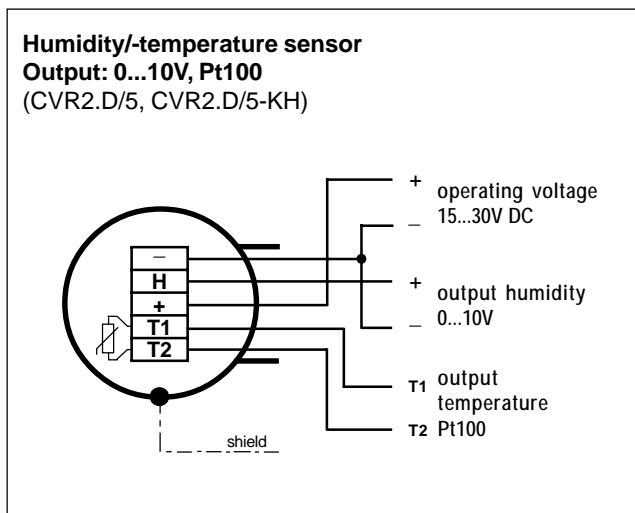 Humidity/-temperature sensor
Output: 0...10V, Pt100
(CVR2.D/5, CVR2.D/5-KH)
+ operating voltage
− 15...30V DC
−
H
+
T1
T2
+ output humidity
− 0...10V
T1 output
temperature
T2 Pt100
shield